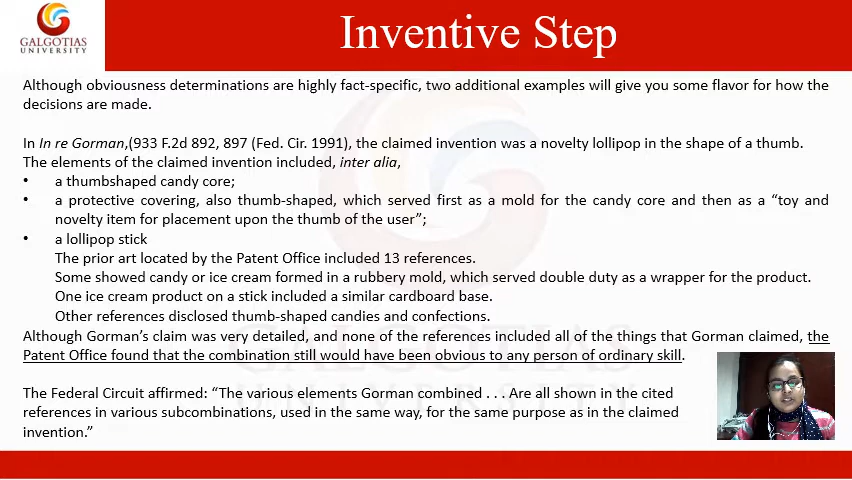 GALGOTIAS
UNIVERSITY
Inventive Step
Although obviousness determinations are highly fact-specific, two additional examples will give you some flavor for how the
decisions are made.
In In re Gorman,(933 F.2d 892, 897 (Fed. Cir. 1991), the claimed invention was a novelty lollipop in the shape of a thumb.
The elements of the claimed invention included, inter alia,
• a thumbshaped candy core;
• a protective covering, also thumb-shaped, which served first as a mold for the candy core and then as a “toy and
novelty item for placement upon the thumb of the user”;
• a lollipop stick
The prior art located by the Patent Office included 13 references.
Some showed candy or ice cream formed in a rubbery mold, which served double duty as a wrapper for the product.
One ice cream product on a stick included a similar cardboard base.
Other references disclosed thumb-shaped candies and confections.
Although Gorman’s claim was very detailed, and none of the references included all of the things that Gorman claimed, the
Patent Office found that the combination still would have been obvious to any person of ordinary skill.
The Federal Circuit affirmed: “The various elements Gorman combined . . . Are all shown in the cited
references in various subcombinations, used in the same way, for the same purpose as in the claimed
invention.”